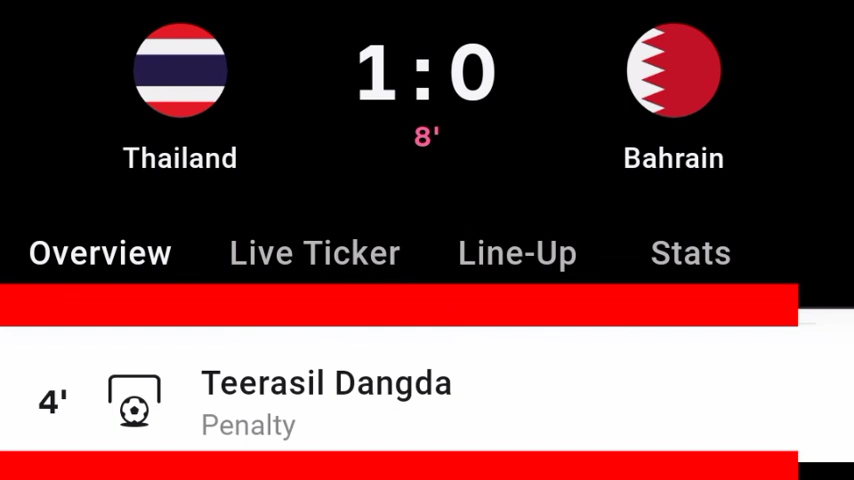 1:0
8'
Thailand
Bahrain
Overview Live Ticker Line-Up Stats
4' Teerasil Dangda
Penalty